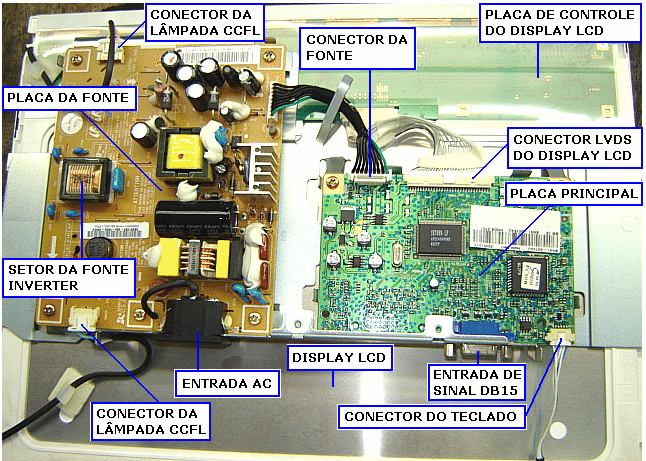 CONECTOR DA
LÂMPADA CCFL
PLACA DE CONTROLE
DO DISPLAY LCD
CONECTOR DA
FONTE
PLACA DA FONTE
CONECTOR LVDS
DO DISPLAY LCD
PLACA PRINCIPAL
SETOR DA FONTE
INVERTER
DISPLAY LCD
ENTRADA AC
ENTRADA DE
SINAL DB15
CONECTOR DA
LÂMPADA CCFL
CONECTOR DO TECLADO